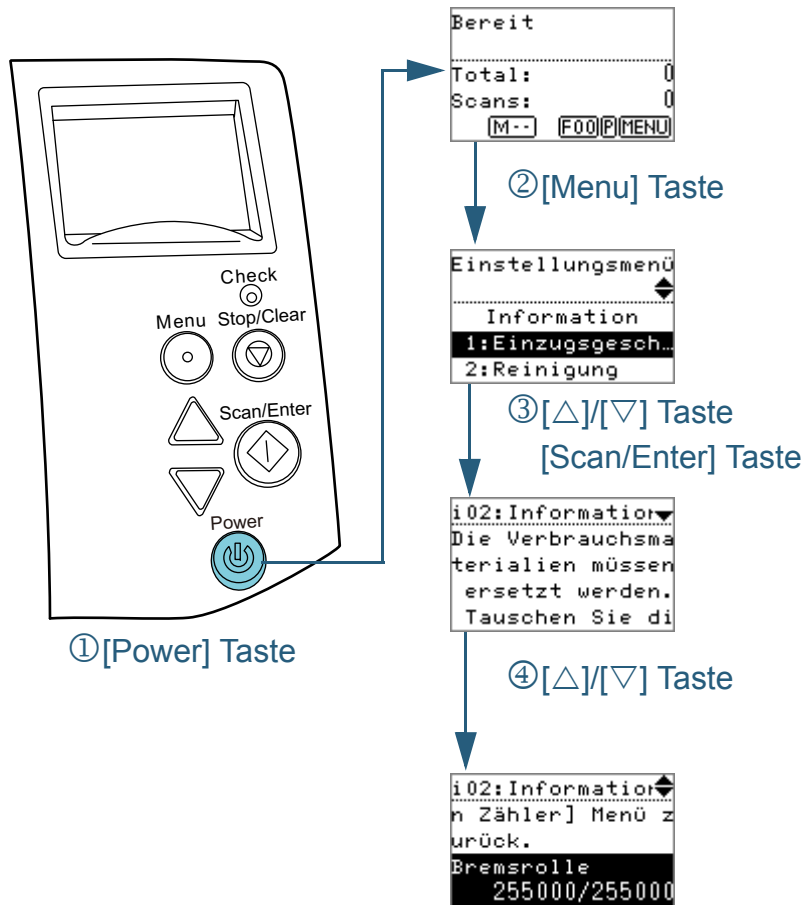 Check
Menu Stop/Clear
Scan/Enter
Power
①[Power] Taste
Bereit
Total: 0
Scans: 0
[M--] [F00][P][MENU]
②[Menu] Taste
Einstellungsmenü
Information
1:Einzugsgesch…
2:Reinigung
③[△]/[▽] Taste
[Scan/Enter] Taste
i02:Information
Die Verbrauchsma
terialien müssen
ersetzt werden.
Tauschen Sie di
④[△]/[▽] Taste
i02:Information
n Zähler] Menü z
urück.
Bremsrolle
255000/255000